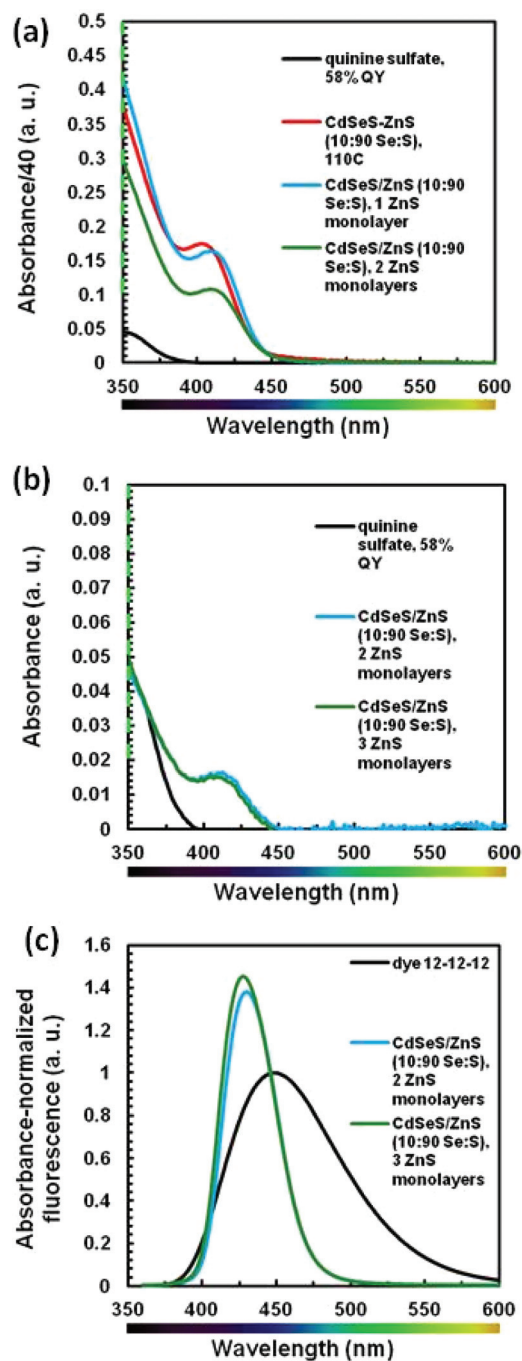 (a)
0.5
0.45
0.4
0.35
0.3
0.25
0.2
0.15
0.1
0.05
0
Absorbance/40 (a. u.)
quinine sulfate,
58% QY
CdSeS-ZnS
(10:90 Se:S),
110C
CdSeS/ZnS (10:90
Se:S), 1 ZnS
monolayer
CdSeS/ZnS (10:90
Se:S), 2 ZnS
monolayers
350 400 450 500 550 600
Wavelength (nm)
(b)
0.1
0.09
0.08
0.07
0.06
0.05
0.04
0.03
0.02
0.01
0
Absorbance (a. u.)
quinine
sulfate, 58%
QY
CdSeS/ZnS
(10:90 Se:S),
2 ZnS
monolayers
CdSeS/ZnS
(10:90 Se:S),
3 ZnS
monolayers
350 400 450 500 550 600
Wavelength (nm)
(c)
1.6
1.4
1.2
1
0.8
0.6
0.4
0.2
0
Absorbance-normalized
fluorescence (a. u.)
dye 12-12-12
CdSeS/ZnS
(10:90 Se:S),
2 ZnS
monolayers
CdSeS/ZnS
(10:90 Se:S),
3 ZnS
monolayers
350 400 450 500 550 600
Wavelength (nm)